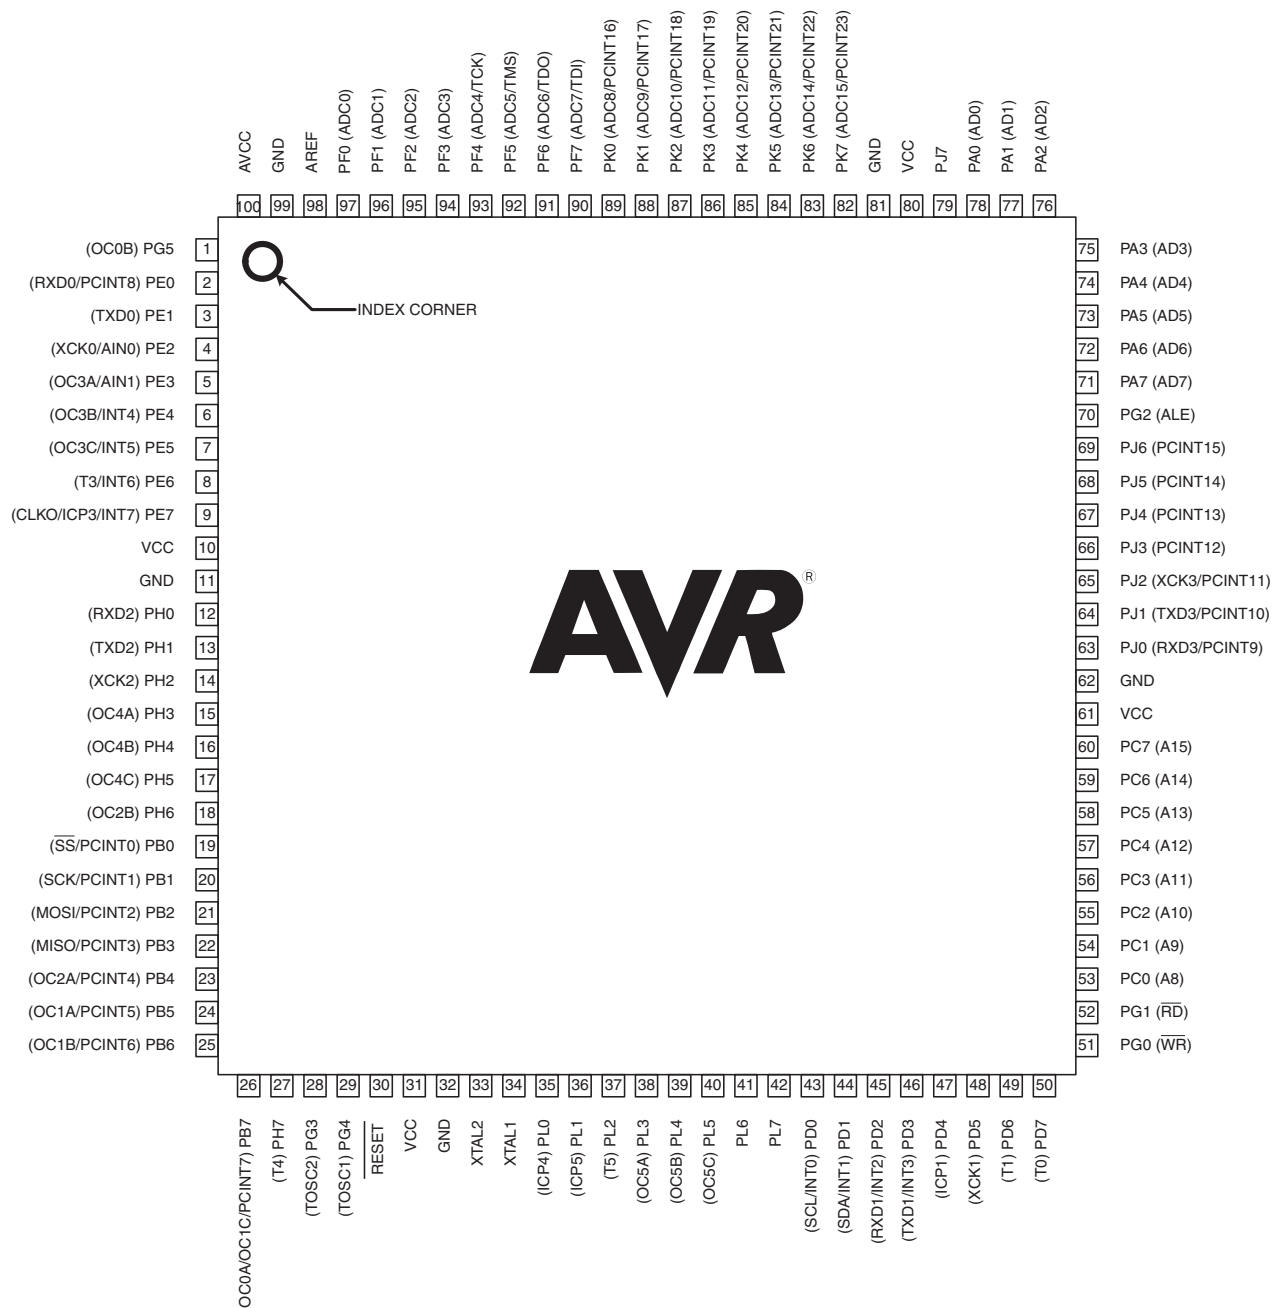 AVCC
GND
AREF
PF0 (ADC0)
PF1 (ADC1)
PF2 (ADC2)
PF3 (ADC3)
PF4 (ADC4/TCK)
PF5 (ADC5/TMS)
PF6 (ADC6/TDO)
PF7 (ADC7/TDI)
PK0 (ADC8/PCINT16)
PK1 (ADC9/PCINT17)
PK2 (ADC10/PCINT18)
PK3 (ADC11/PCINT19)
PK4 (ADC12/PCINT20)
PK5 (ADC13/PCINT21)
PK6 (ADC14/PCINT22)
PK7 (ADC15/PCINT23)
GND
VCC
PJ7
PA0 (AD0)
PA1 (AD1)
PA2 (AD2)
100 99 98 97 96 95 94 93 92 91 90 89 88 87 86 85 84 83 82 81 80 79 78 77 76
(OC0B) PG5 1
(RXD0/PCINT8) PE0 2
(TXD0) PE1 3
(XCK0/AIN0) PE2 4
(OC3A/AIN1) PE3 5
(OC3B/INT4) PE4 6
(OC3C/INT5) PE5 7
(T3/INT6) PE6 8
(CLKO/ICP3/INT7) PE7 9
VCC 10
GND 11
(RXD2) PH0 12
(TXD2) PH1 13
(XCK2) PH2 14
(OC4A) PH3 15
(OC4B) PH4 16
(OC4C) PH5 17
(OC2B) PH6 18
(S̅S̅/PCINT0) PB0 19
(SCK/PCINT1) PB1 20
(MOSI/PCINT2) PB2 21
(MISO/PCINT3) PB3 22
(OC2A/PCINT4) PB4 23
(OC1A/PCINT5) PB5 24
(OC1B/PCINT6) PB6 25
INDEX CORNER
AVR®
75 PA3 (AD3)
74 PA4 (AD4)
73 PA5 (AD5)
72 PA6 (AD6)
71 PA7 (AD7)
70 PG2 (ALE)
69 PJ6 (PCINT15)
68 PJ5 (PCINT14)
67 PJ4 (PCINT13)
66 PJ3 (PCINT12)
65 PJ2 (XCK3/PCINT11)
64 PJ1 (TXD3/PCINT10)
63 PJ0 (RXD3/PCINT9)
62 GND
61 VCC
60 PC7 (A15)
59 PC6 (A14)
58 PC5 (A13)
57 PC4 (A12)
56 PC3 (A11)
55 PC2 (A10)
54 PC1 (A9)
53 PC0 (A8)
52 PG1 (R̅D̅)
51 PG0 (W̅R̅)
26 27 28 29 30 31 32 33 34 35 36 37 38 39 40 41 42 43 44 45 46 47 48 49 50
OC0A/OC1C/PCINT7) PB7
(T4) PH7
(TOSC2) PG3
(TOSC1) PG4
R̅E̅S̅E̅T̅
VCC
GND
XTAL2
XTAL1
(ICP4) PL0
(ICP5) PL1
(T5) PL2
(OC5A) PL3
(OC5B) PL4
(OC5C) PL5
PL6
PL7
(SCL/INT0) PD0
(SDA/INT1) PD1
(RXD1/INT2) PD2
(TXD1/INT3) PD3
(ICP1) PD4
(XCK1) PD5
(T1) PD6
(T0) PD7